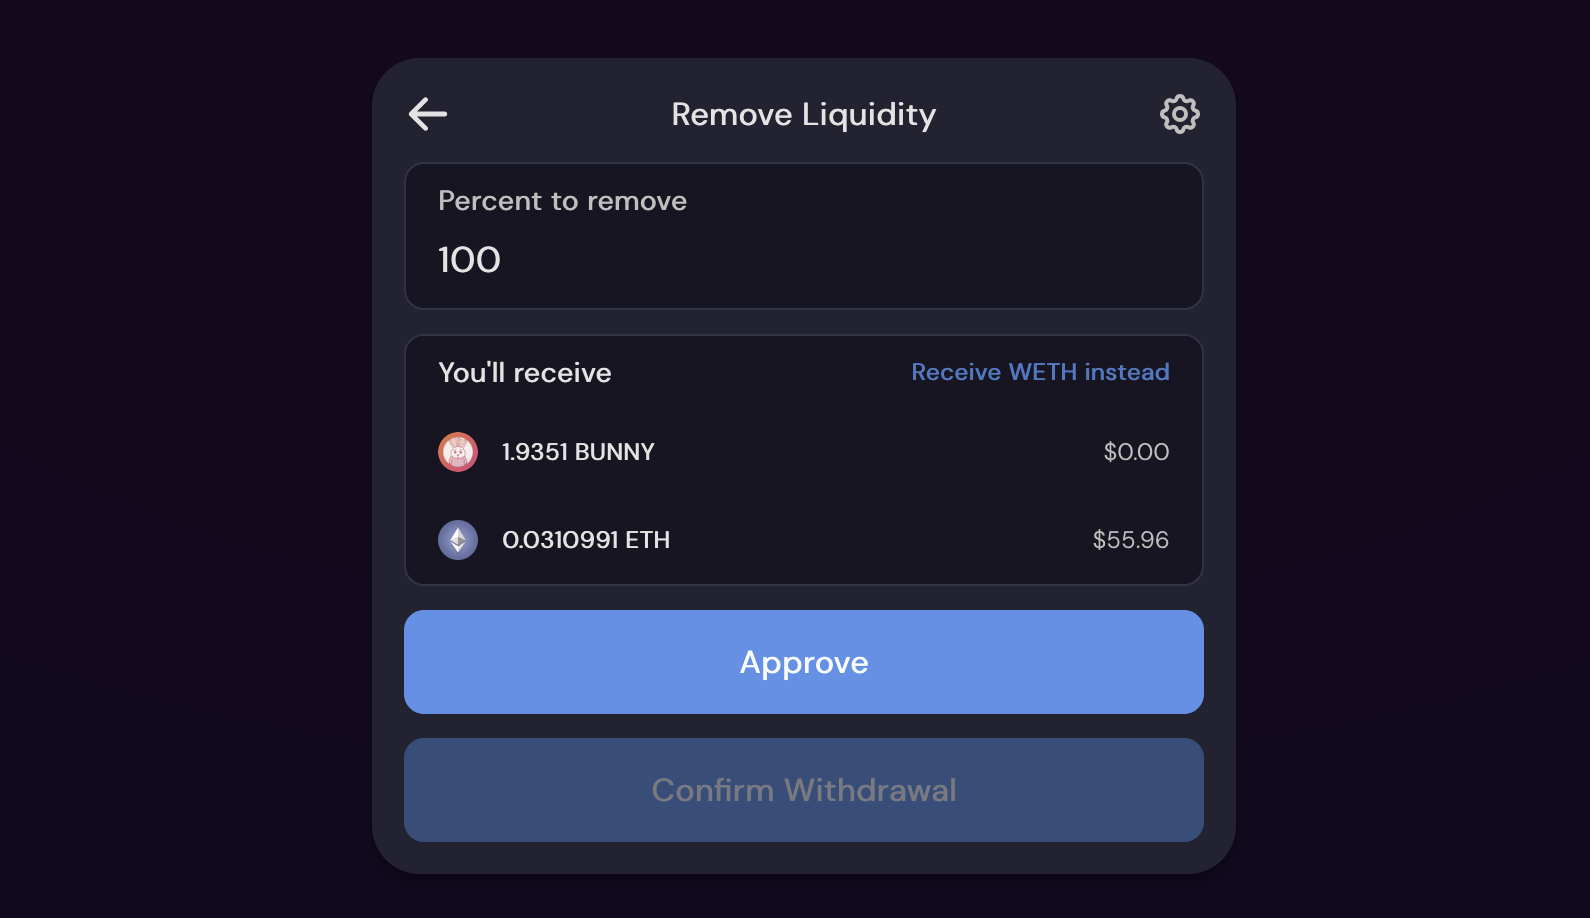 Remove Liquidity
Percent to remove
100
You'll receive
Receive WETH instead
1.9351 BUNNY
$0.00
0.0310991 ETH
$55.96
Approve
Confirm Withdrawal